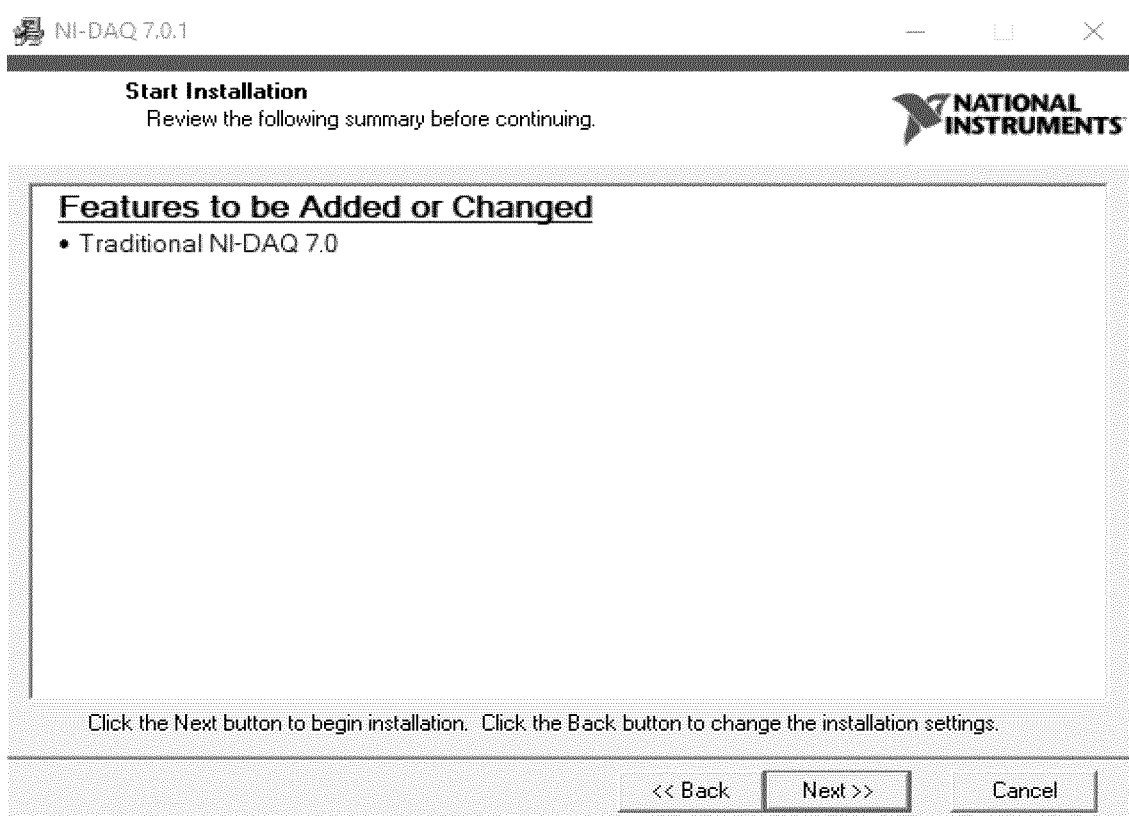 NI-DAQ 7.0.1
Start Installation
Review the following summary before continuing.
NATIONAL
INSTRUMENTS
Features to be Added or Changed
• Traditional NI-DAQ 7.0
Click the Next button to begin installation. Click the Back button to change the installation settings.
<< Back
Next >>
Cancel